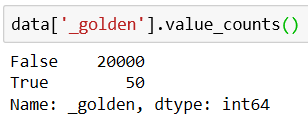 data['_golden'].value_counts()
False    20000
True        50
Name: _golden, dtype: int64